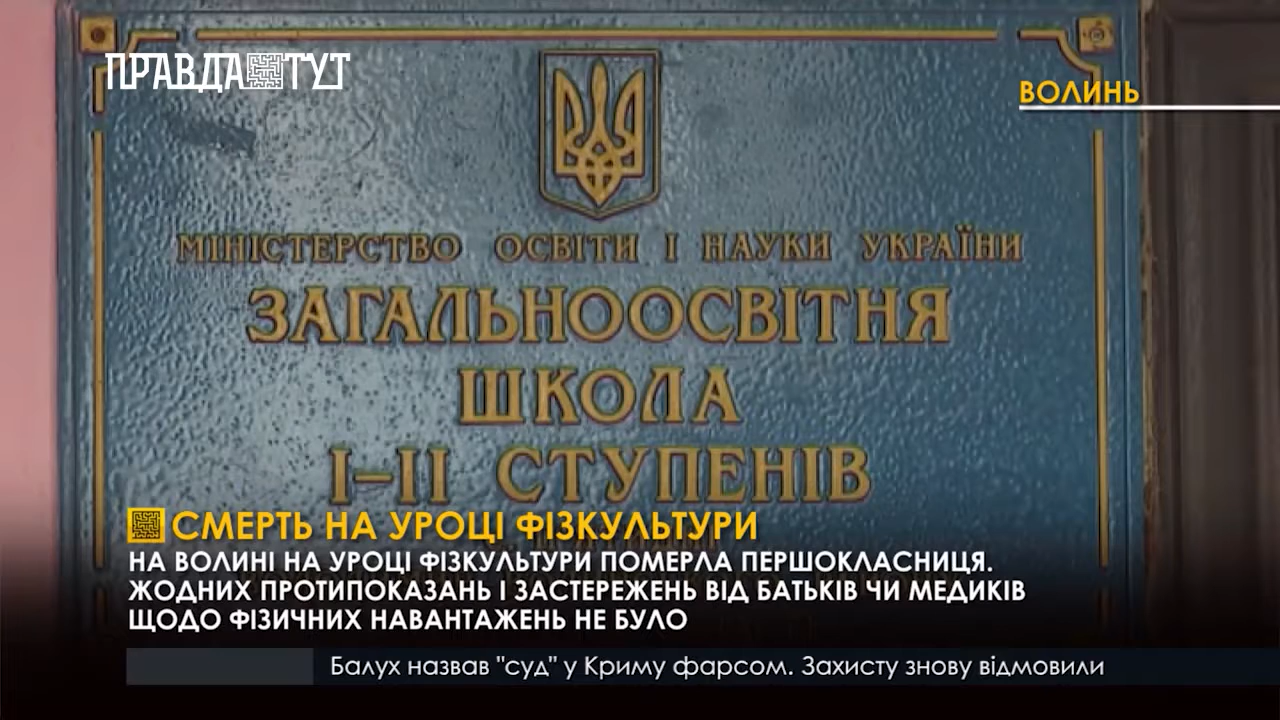 ПРАВДА ТУТ
ВОЛИНЬ
МІНІСТЕРСТВО ОСВІТИ І НАУКИ УКРАЇНИ
ЗАГАЛЬНООСВІТНЯ
ШКОЛА
І–ІІ СТУПЕНІВ
СМЕРТЬ НА УРОЦІ ФІЗКУЛЬТУРИ
НА ВОЛИНІ НА УРОЦІ ФІЗКУЛЬТУРИ ПОМЕРЛА ПЕРШОКЛАСНИЦЯ.
ЖОДНИХ ПРОТИПОКАЗАНЬ І ЗАСТЕРЕЖЕНЬ ВІД БАТЬКІВ ЧИ МЕДИКІВ
ЩОДО ФІЗИЧНИХ НАВАНТАЖЕНЬ НЕ БУЛО
Балух назвав "суд" у Криму фарсом. Захисту знову відмовили